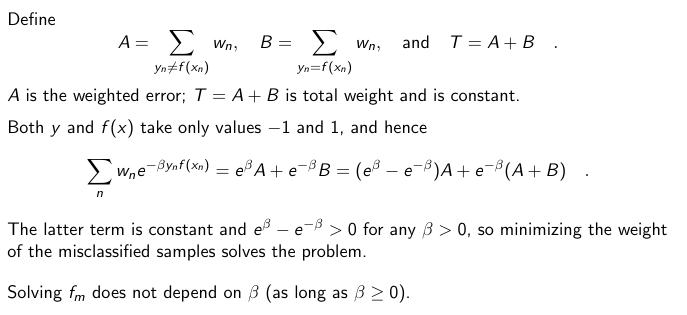 Define
A = ∑_{y_n≠f(x_n)} w_n, B = ∑_{y_n=f(x_n)} w_n, and T = A + B .
A is the weighted error; T = A + B is total weight and is constant.
Both y and f(x) take only values −1 and 1, and hence
∑_n w_n e^{−βy_n f(x_n)} = e^β A + e^{−β} B = (e^β − e^{−β})A + e^{−β}(A + B) .
The latter term is constant and e^β − e^{−β} > 0 for any β > 0, so minimizing the weight
of the misclassified samples solves the problem.
Solving f_m does not depend on β (as long as β ≥ 0).